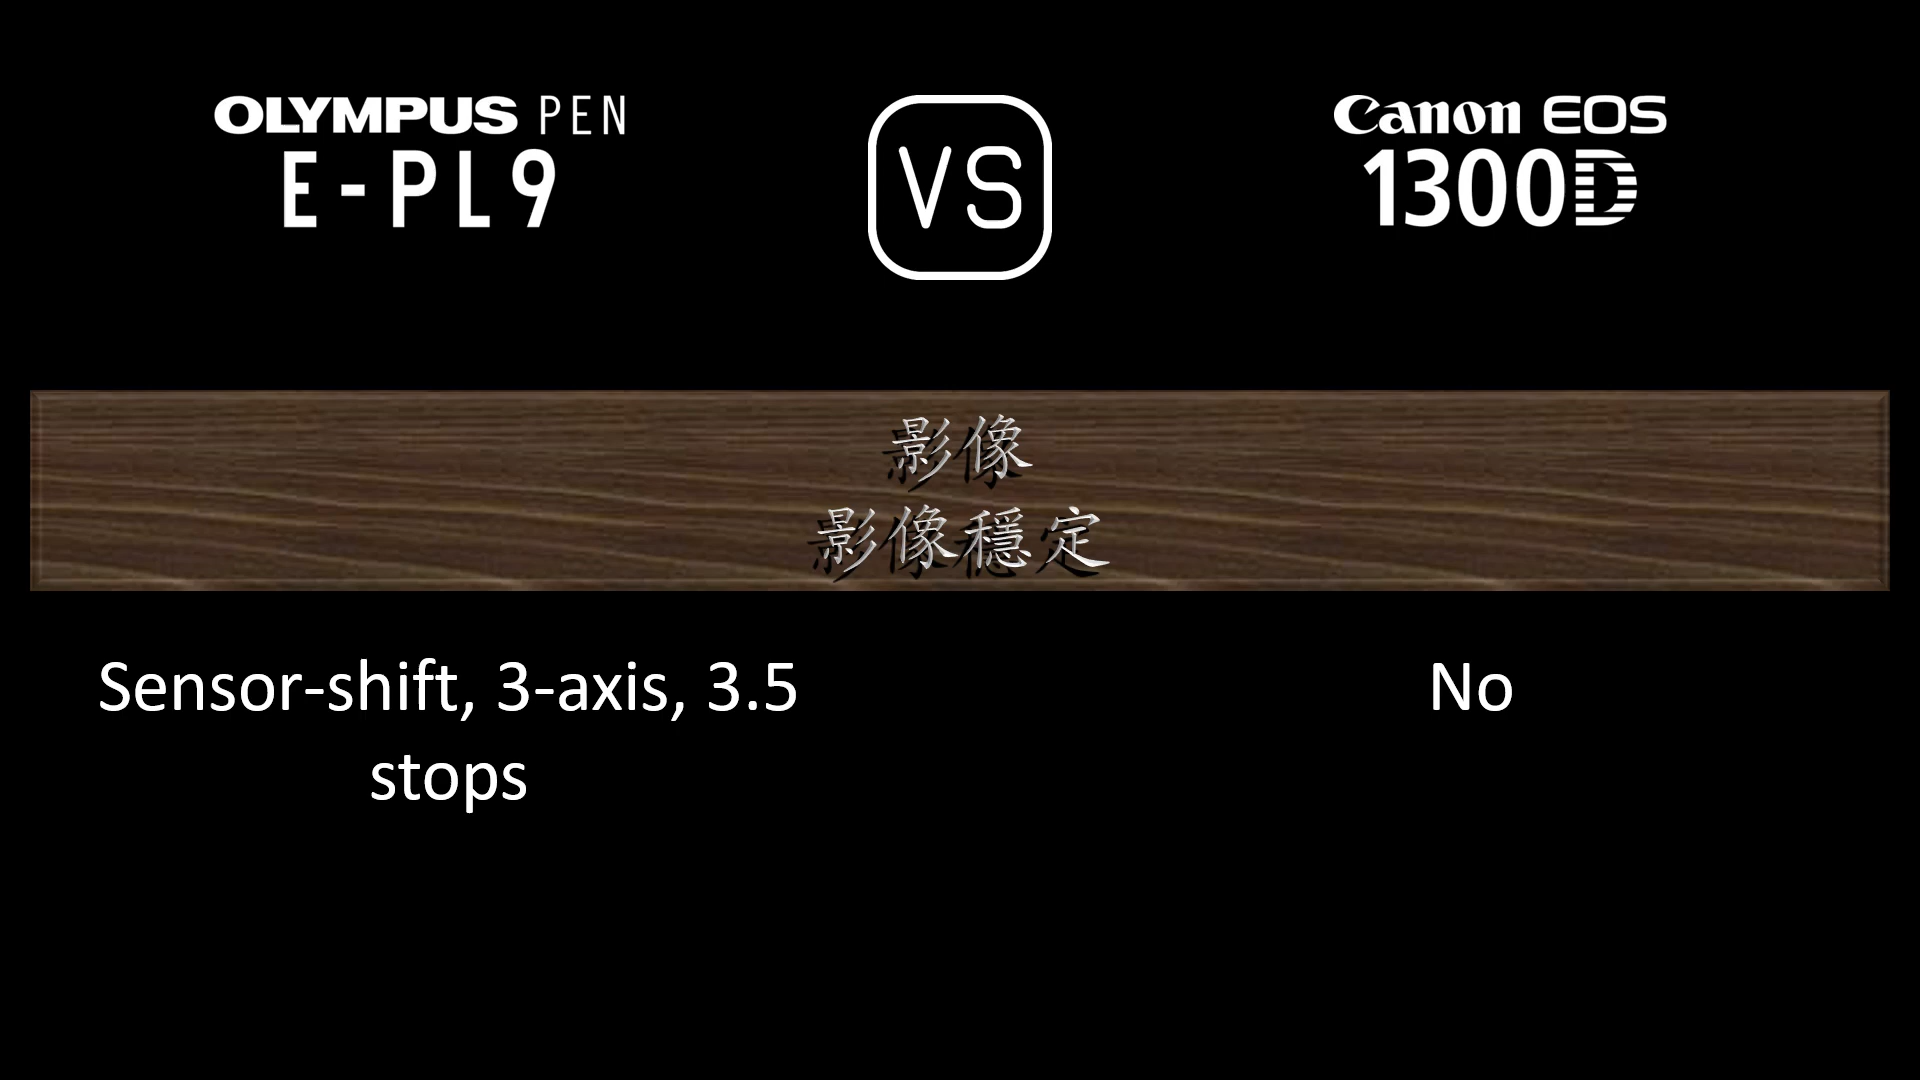 OLYMPUS PEN
E-PL9
VS
Canon EOS
1300D
影像
影像穩定
Sensor-shift, 3-axis, 3.5
stops
No